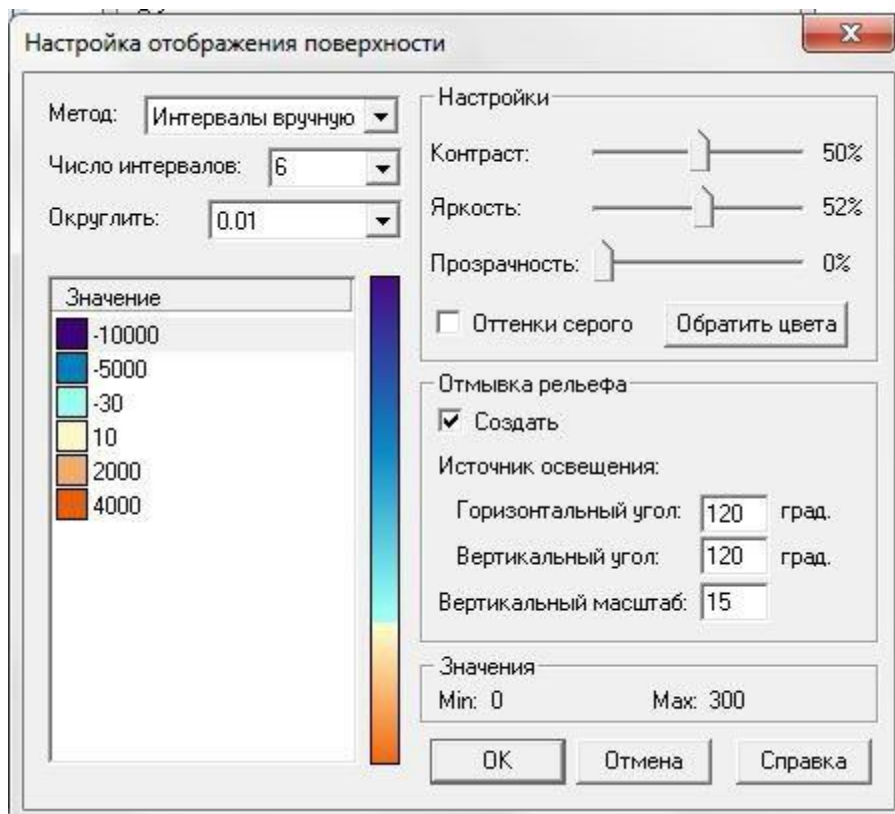 Настройка отображения поверхности
Метод: Интервалы вручную
Число интервалов: 6
Округлить: 0.01
Значение
-10000
-5000
-30
10
2000
4000
Настройки
Контраст: 50%
Яркость: 52%
Прозрачность: 0%
Оттенки серого Обратить цвета
Отмывка рельефа
Создать
Источник освещения:
Горизонтальный угол: 120 град.
Вертикальный угол: 120 град.
Вертикальный масштаб: 15
Значения
Min: 0 Max: 300
OK Отмена Справка